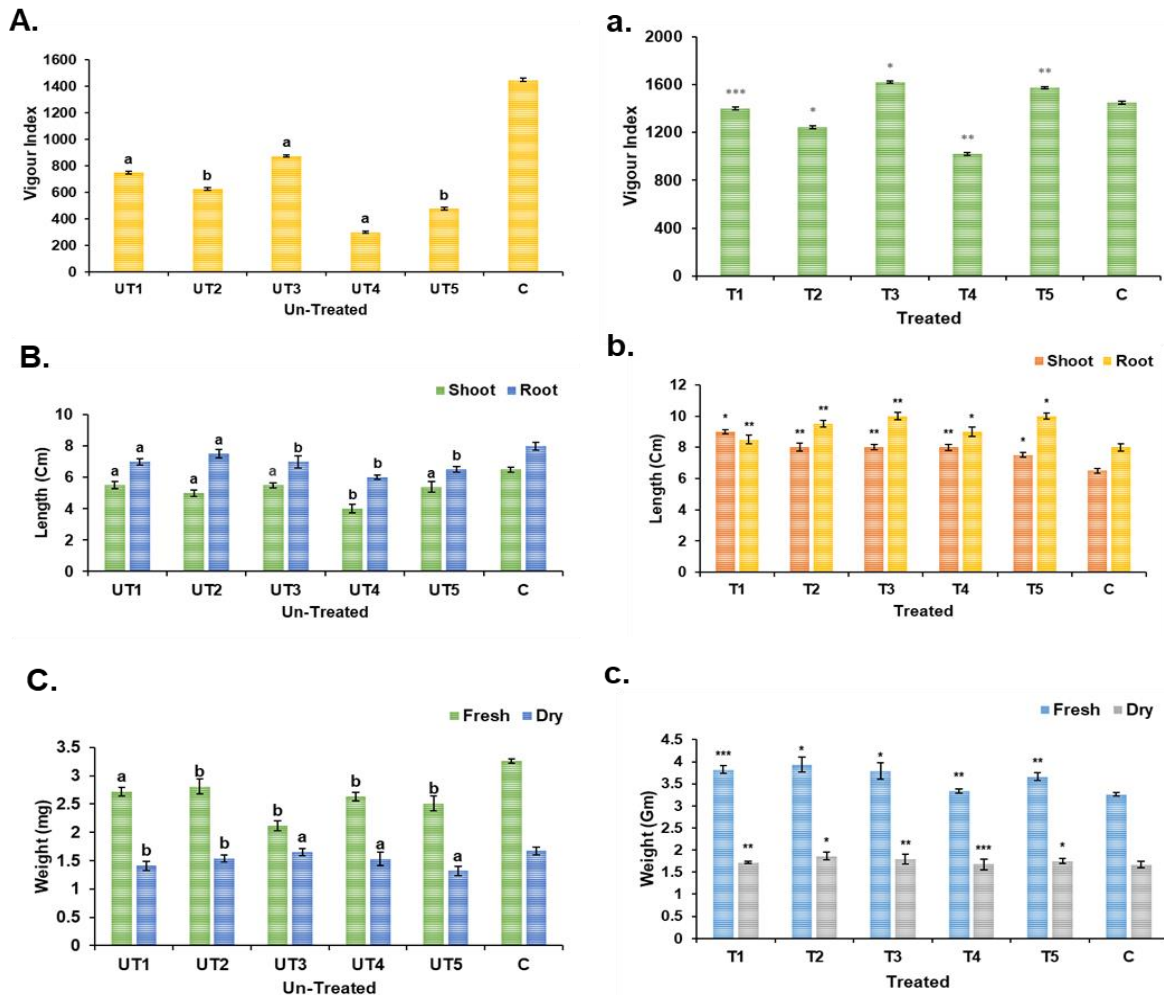 A.
1600
1400
1200
1000
800
600
400
200
0
Vigour Index
a
b
a
a
b
UT1 UT2 UT3 UT4 UT5 C
Un-Treated
a.
2000
1600
1200
800
400
0
Vigour Index
***
*
*
**
**
T1 T2 T3 T4 T5 C
Treated
B.
Shoot Root
10
8
6
4
2
0
Length (Cm)
a a a a a b b b a b
UT1 UT2 UT3 UT4 UT5 C
Un-Treated
b.
Shoot Root
12
10
8
6
4
2
0
Length (Cm)
* ** ** ** ** ** ** * * *
T1 T2 T3 T4 T5 C
Treated
C.
Fresh Dry
3.5
3
2.5
2
1.5
1
0.5
0
Weight (mg)
a b b b b a b a b a
UT1 UT2 UT3 UT4 UT5 C
Un-Treated
c.
Fresh Dry
4.5
4
3.5
3
2.5
2
1.5
1
0.5
0
Weight (Gm)
*** ** * * * ** ** *** ** *
T1 T2 T3 T4 T5 C
Treated